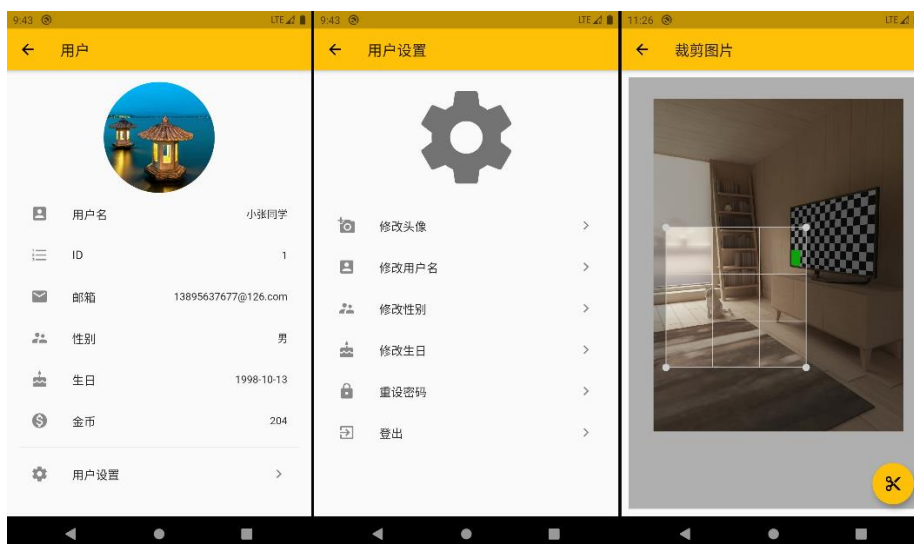 9:43
LTE
用户
用户名
小张同学
ID
1
邮箱
13895637677@126.com
性别
男
生日
1998-10-13
金币
204
用户设置
9:43
LTE
用户设置
修改头像
修改用户名
修改性别
修改生日
重设密码
登出
11:26
LTE
裁剪图片